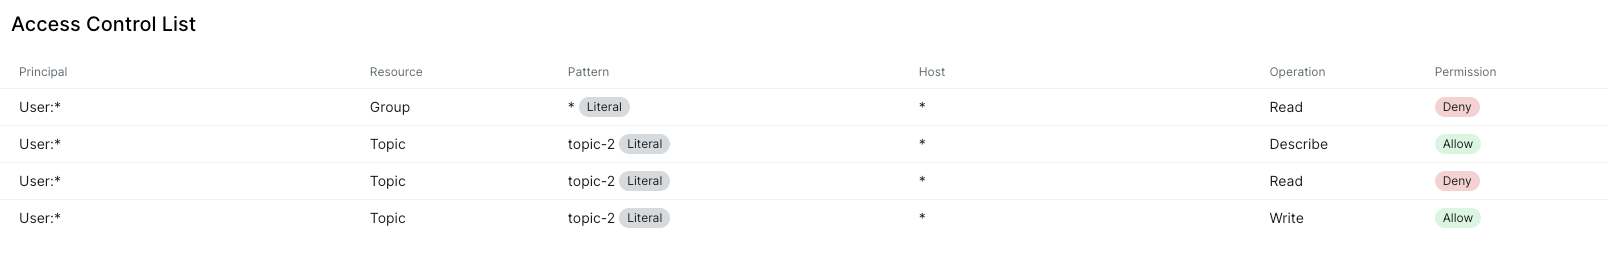 Access Control List
Principal Resource Pattern Host Operation Permission
User:* Group * Literal * Read Deny
User:* Topic topic-2 Literal * Describe Allow
User:* Topic topic-2 Literal * Read Deny
User:* Topic topic-2 Literal * Write Allow